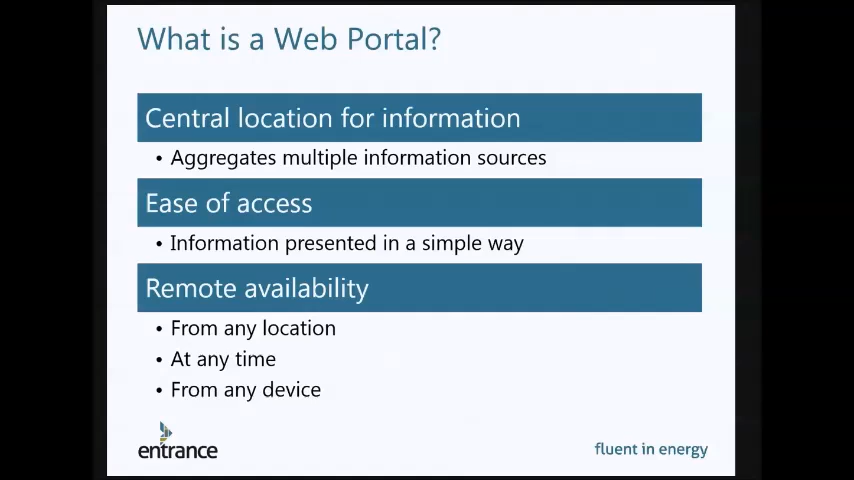 What is a Web Portal?
Central location for information
• Aggregates multiple information sources
Ease of access
• Information presented in a simple way
Remote availability
• From any location
• At any time
• From any device
entrance
fluent in energy